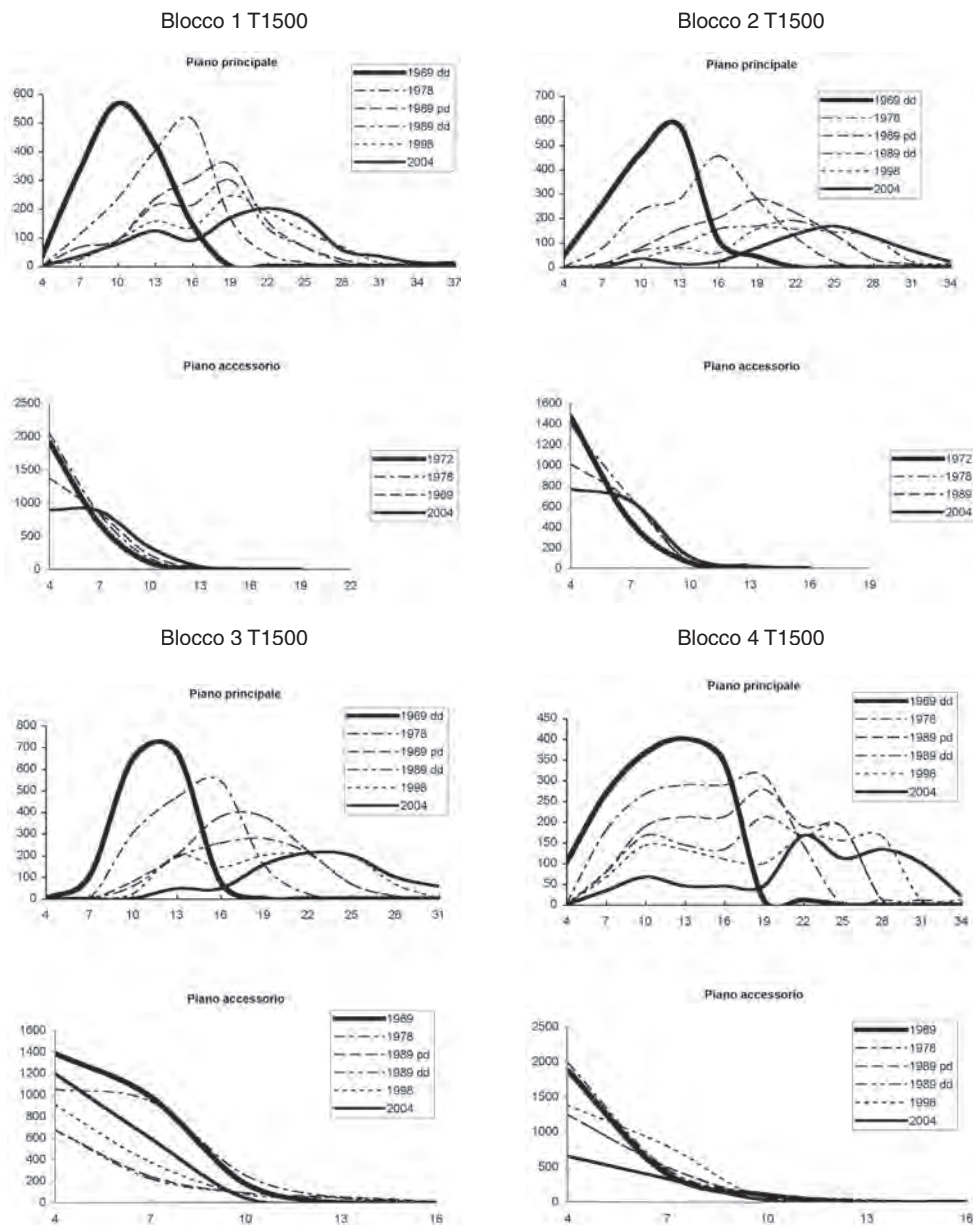 Blocco 1 T1500
Piano principale
1969 dd
1978
1989 pd
1989 dd
1998
2004
600
500
400
300
200
100
0
4 7 10 13 16 19 22 25 28 31 34 37
Piano accessorio
2500
2000
1500
1000
500
0
1972
1978
1989
2004
4 7 10 13 16 19 22
Blocco 2 T1500
Piano principale
1969 dd
1978
1989 pd
1989 dd
1998
2004
700
600
500
400
300
200
100
0
4 7 10 13 16 19 22 25 28 31 34
Piano accessorio
1600
1400
1200
1000
800
600
400
200
0
1972
1978
1989
2004
4 7 10 13 16 19
Blocco 3 T1500
Piano principale
1969 dd
1978
1989 pd
1989 dd
1998
2004
800
700
600
500
400
300
200
100
0
4 7 10 13 16 19 22 25 28 31
Piano accessorio
1969
1978
1989 pd
1989 dd
1998
2004
1600
1400
1200
1000
800
600
400
200
0
4 7 10 13 16
Blocco 4 T1500
Piano principale
1969 dd
1978
1989 pd
1989 dd
1998
2004
450
400
350
300
250
200
150
100
50
0
4 7 10 13 16 19 22 25 28 31 34
Piano accessorio
1969
1978
1989 pd
1989 dd
1998
2004
2500
2000
1500
1000
500
0
4 7 10 13 16